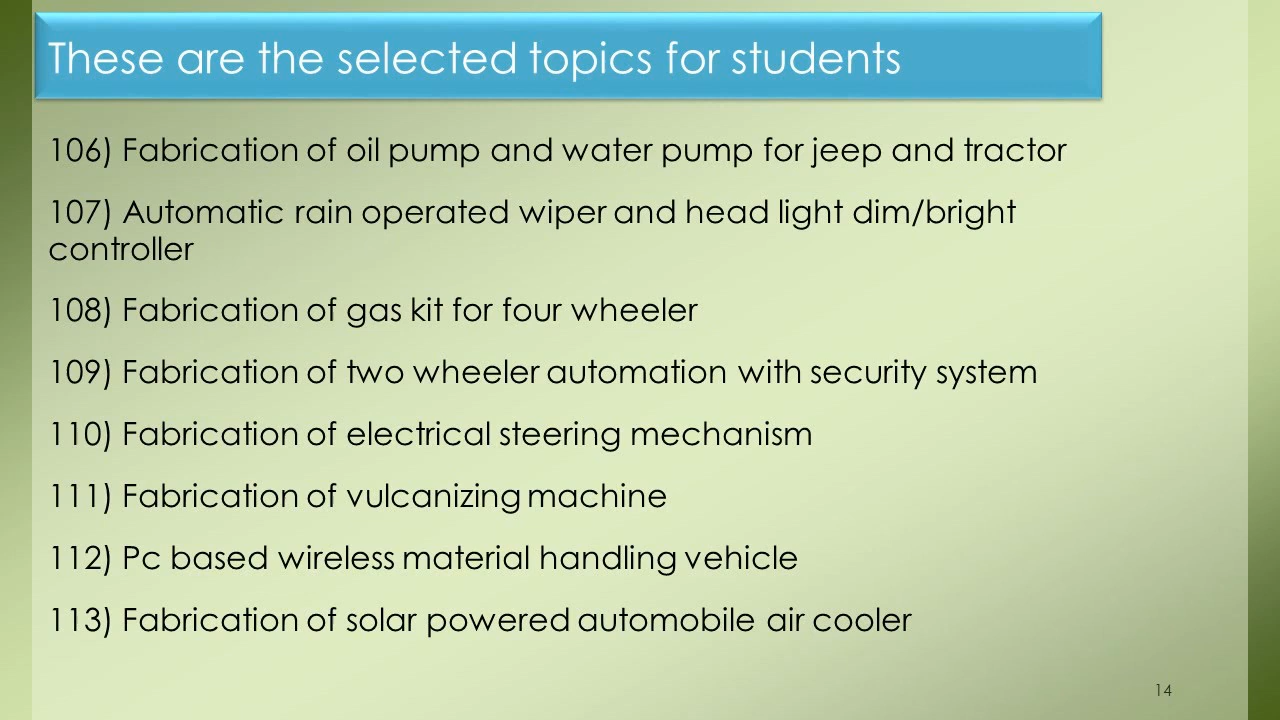 These are the selected topics for students
106) Fabrication of oil pump and water pump for jeep and tractor
107) Automatic rain operated wiper and head light dim/bright
controller
108) Fabrication of gas kit for four wheeler
109) Fabrication of two wheeler automation with security system
110) Fabrication of electrical steering mechanism
111) Fabrication of vulcanizing machine
112) Pc based wireless material handling vehicle
113) Fabrication of solar powered automobile air cooler
14